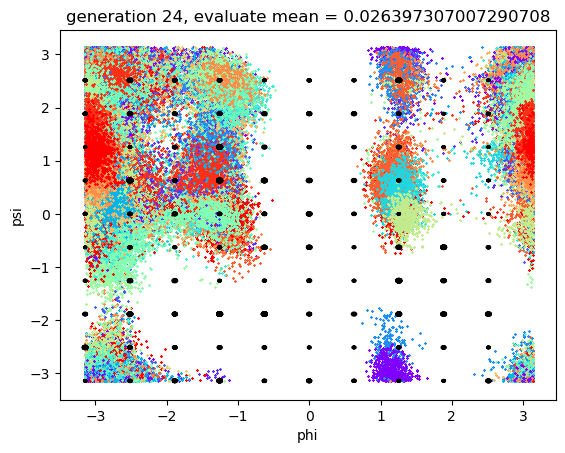 generation 24, evaluate mean = 0.026397307007290708
3
2
1
0
−1
−2
−3
psi
−3 −2 −1 0 1 2 3
phi